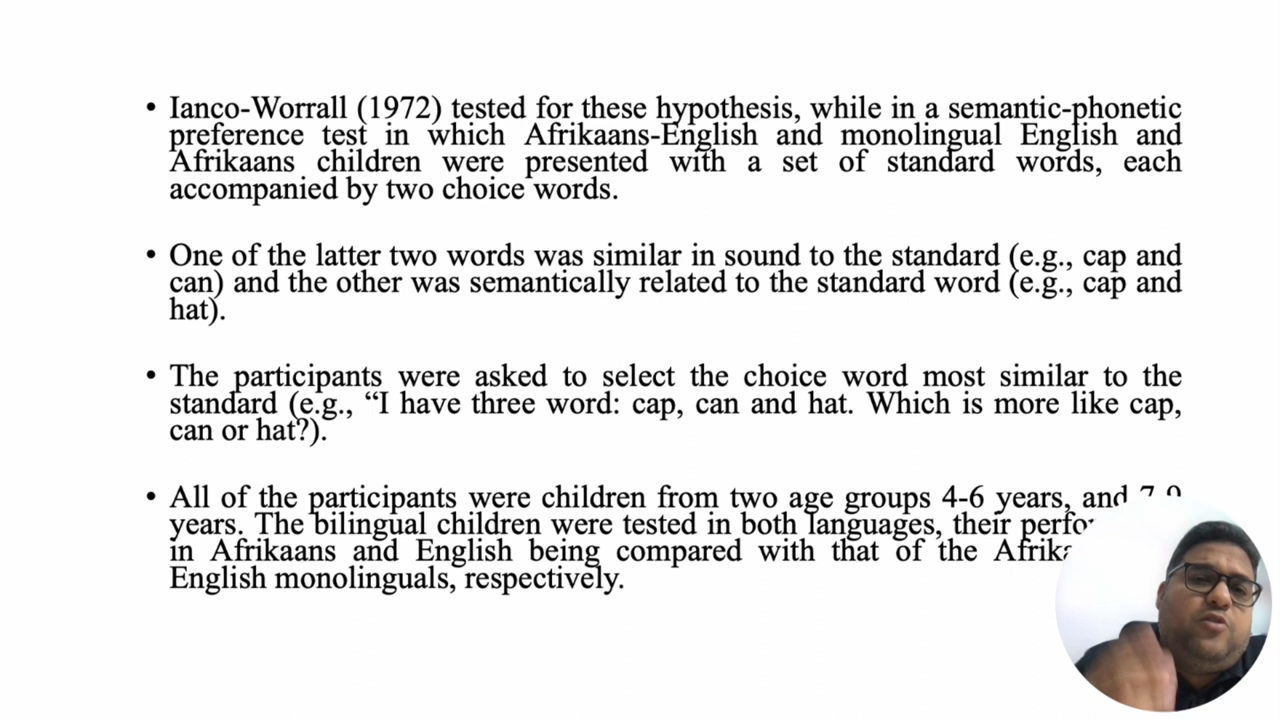 • Ianco-Worrall (1972) tested for these hypothesis, while in a semantic-phonetic
preference test in which Afrikaans-English and monolingual English and
Afrikaans children were presented with a set of standard words, each
accompanied by two choice words.
• One of the latter two words was similar in sound to the standard (e.g., cap and
can) and the other was semantically related to the standard word (e.g., cap and
hat).
• The participants were asked to select the choice word most similar to the
standard (e.g., “I have three word: cap, can and hat. Which is more like cap,
can or hat?).
• All of the participants were children from two age groups 4-6 years, and
years. The bilingual children were tested in both languages, their
in Afrikaans and English being compared with that of the
English monolinguals, respectively.